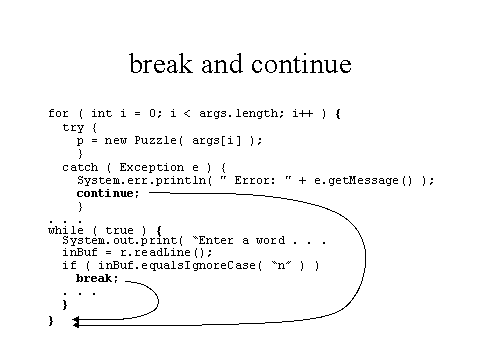 break and continue
for ( int i = 0; i < args.length; i++ ) {
try {
p = new Puzzle( args[i] );
}
catch ( Exception e ) {
System.err.println( ” Error: ” + e.getMessage() );
continue;
}
. . .
while ( true ) {
System.out.print( “Enter a word . . .
inBuf = r.readLine();
if ( inBuf.equalsIgnoreCase( “n” ) )
break;
. . .
}
}